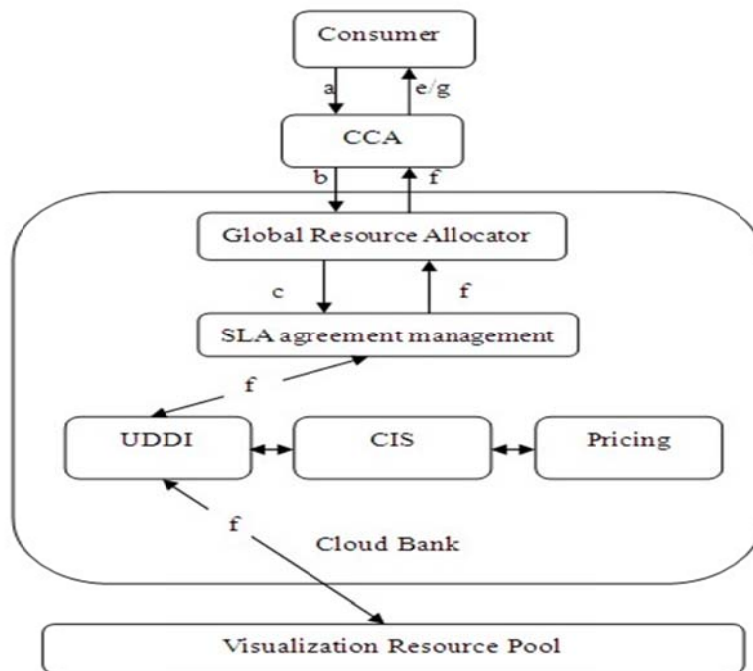 Consumer
a
e/g
CCA
b
f
Global Resource Allocator
c
f
SLA agreement management
f
UDDI
CIS
Pricing
f
Cloud Bank
Visualization Resource Pool